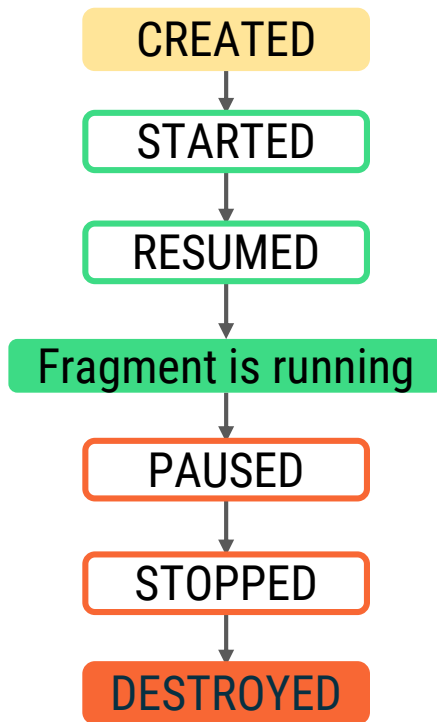 CREATED
STARTED
RESUMED
Fragment is running
PAUSED
STOPPED
DESTROYED